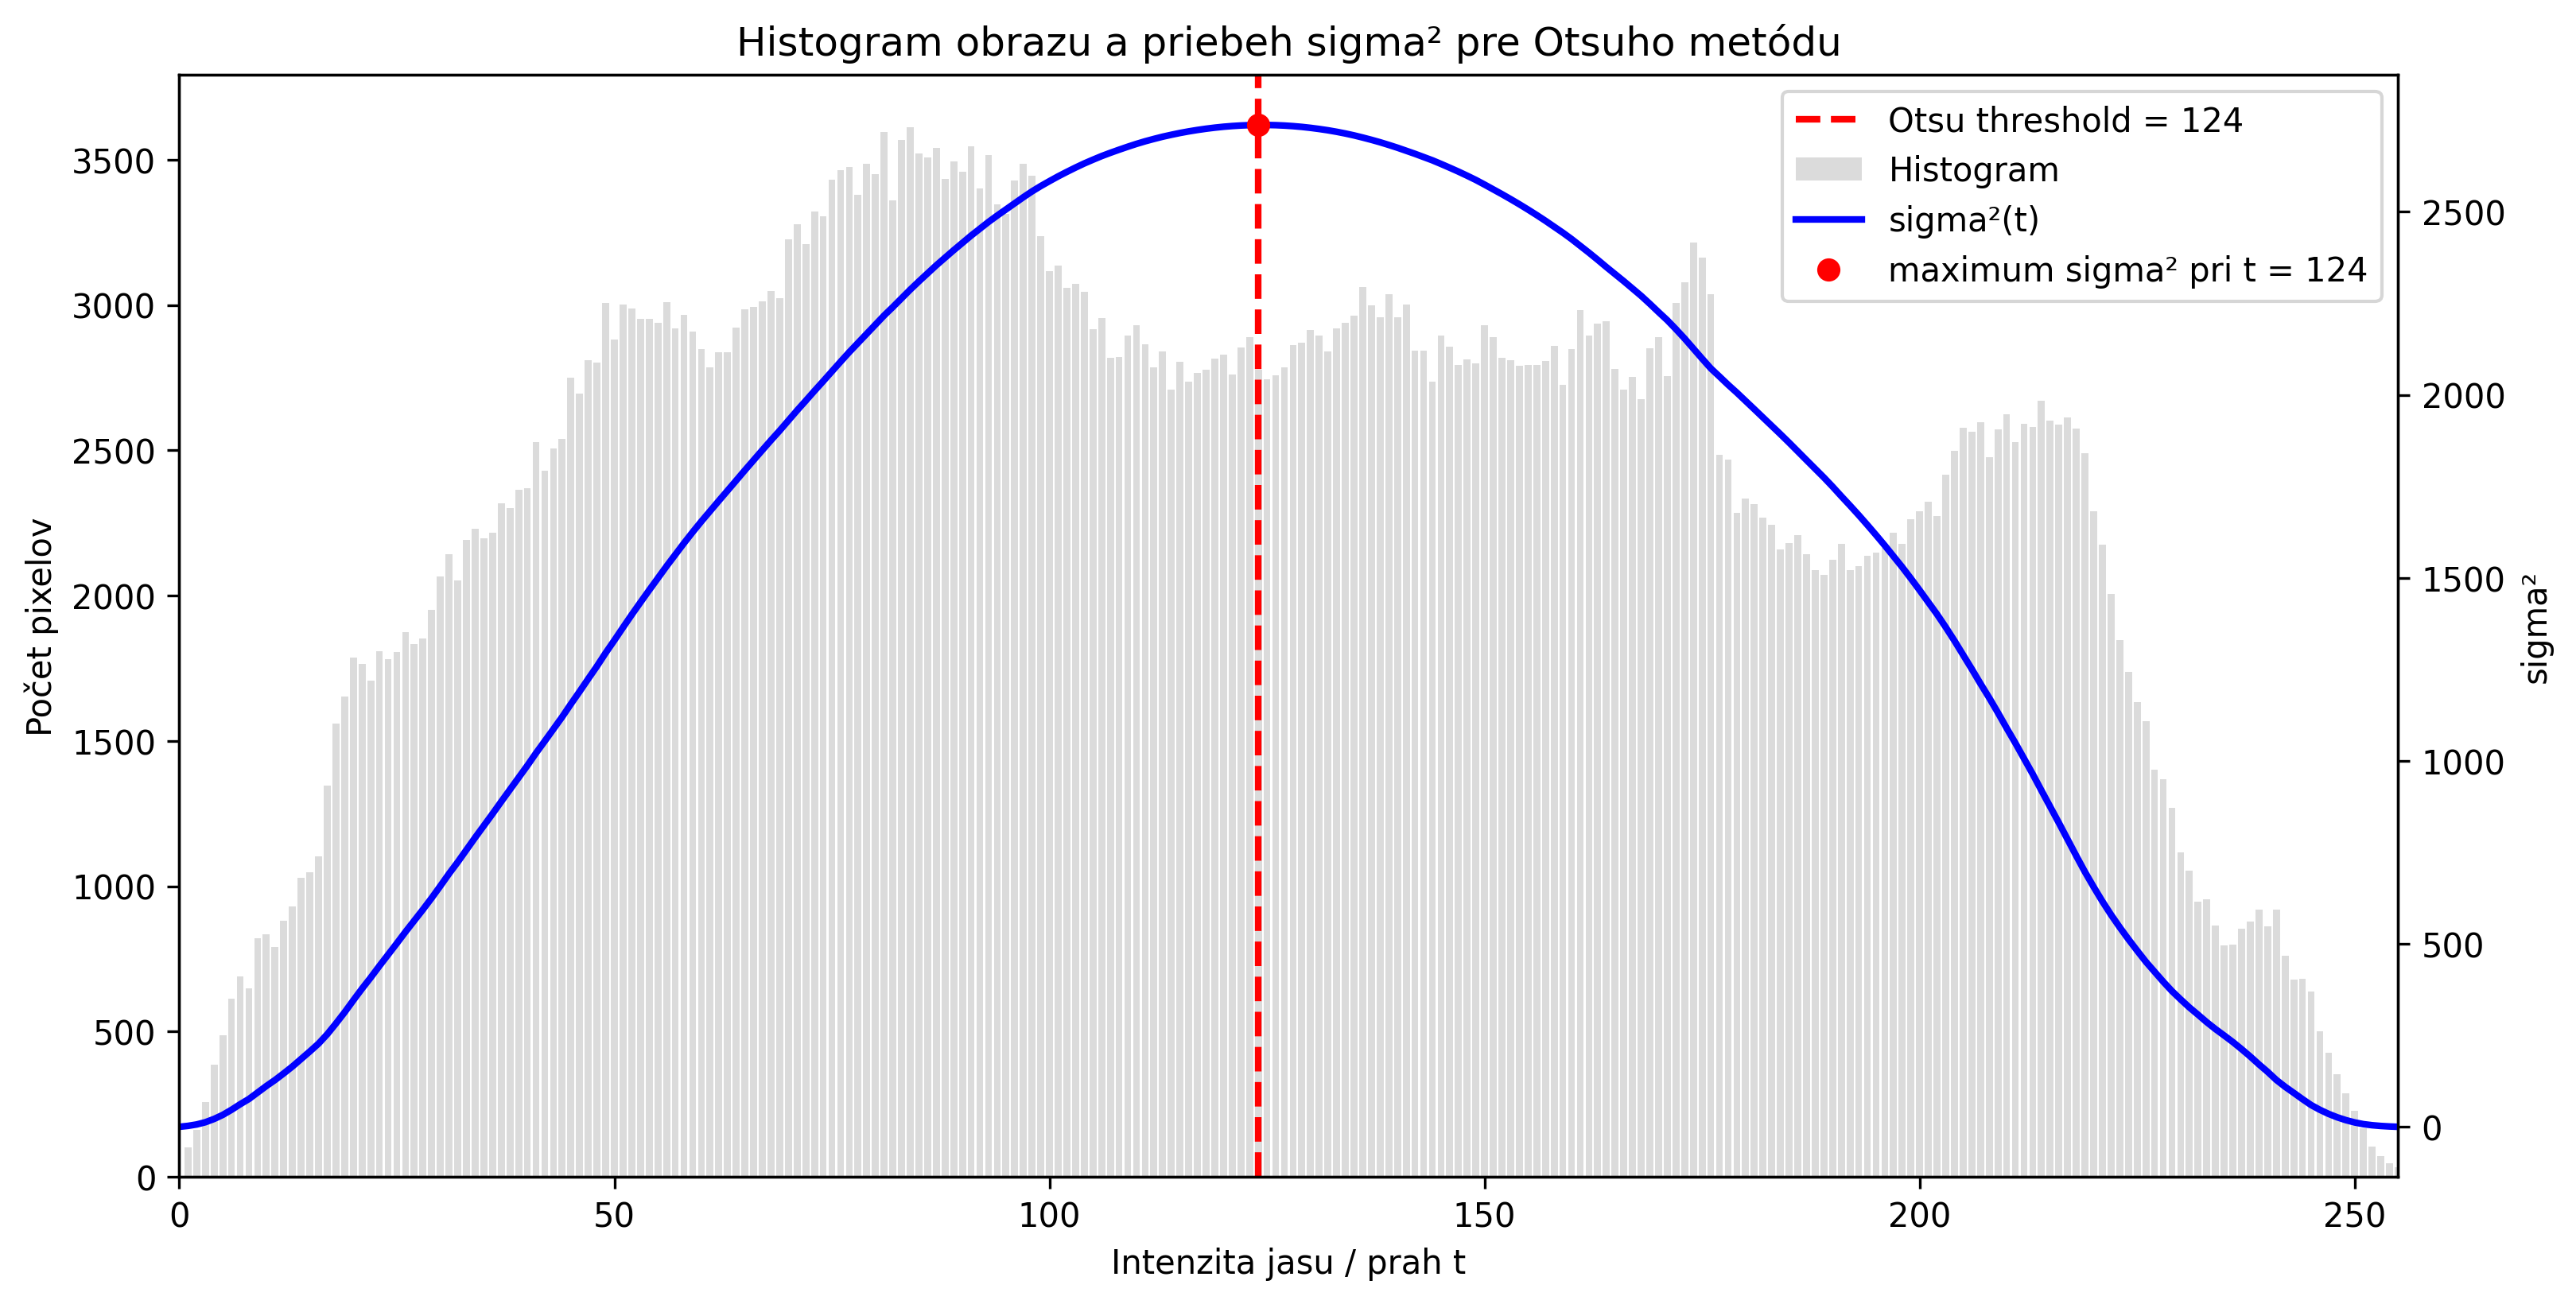 Histogram obrazu a priebeh sigma² pre Otsuho metódu
Otsu threshold = 124
Histogram
sigma²(t)
maximum sigma² pri t = 124
Počet pixelov
3500
3000
2500
2000
1500
1000
500
0
2500
2000
1500
1000
500
0
sigma²
0 50 100 150 200 250
Intenzita jasu / prah t